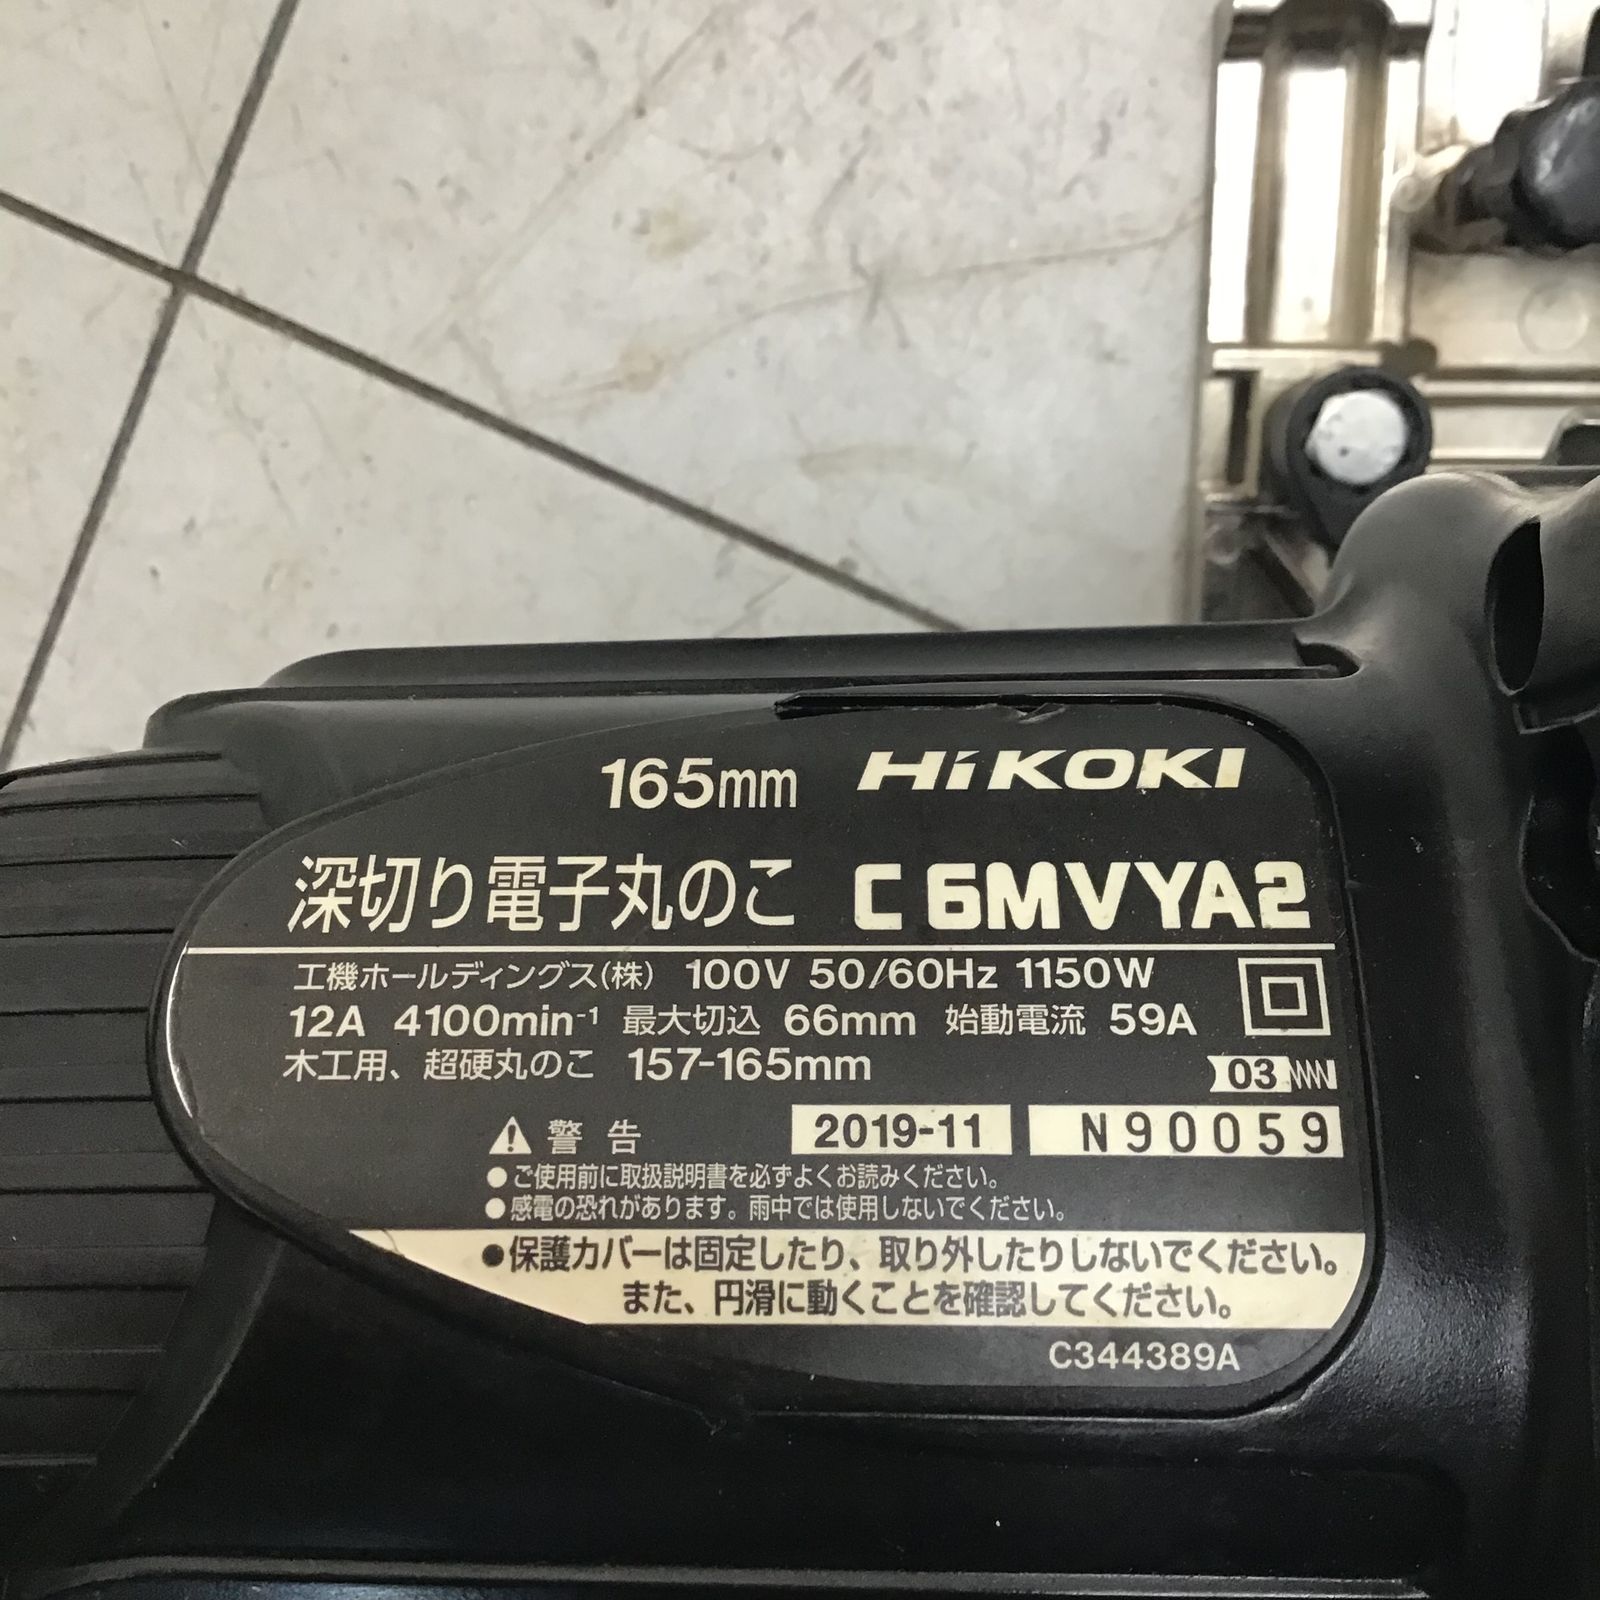 165mm HiKOKI
深切り電子丸のこ C6MVYA2
工機ホールディングス(株) 100V 50/60Hz 1150W
12A 4100min⁻¹ 最大切込 66mm 始動電流 59A
木工用、超硬丸のこ 157-165mm
03
⚠警告 2019-11 N90059
●ご使用前に取扱説明書を必ずよくお読みください。
●感電の恐れがあります。雨中では使用しないでください。
●保護カバーは固定したり、取り外したりしないでください。
また、円滑に動くことを確認してください。
C344389A